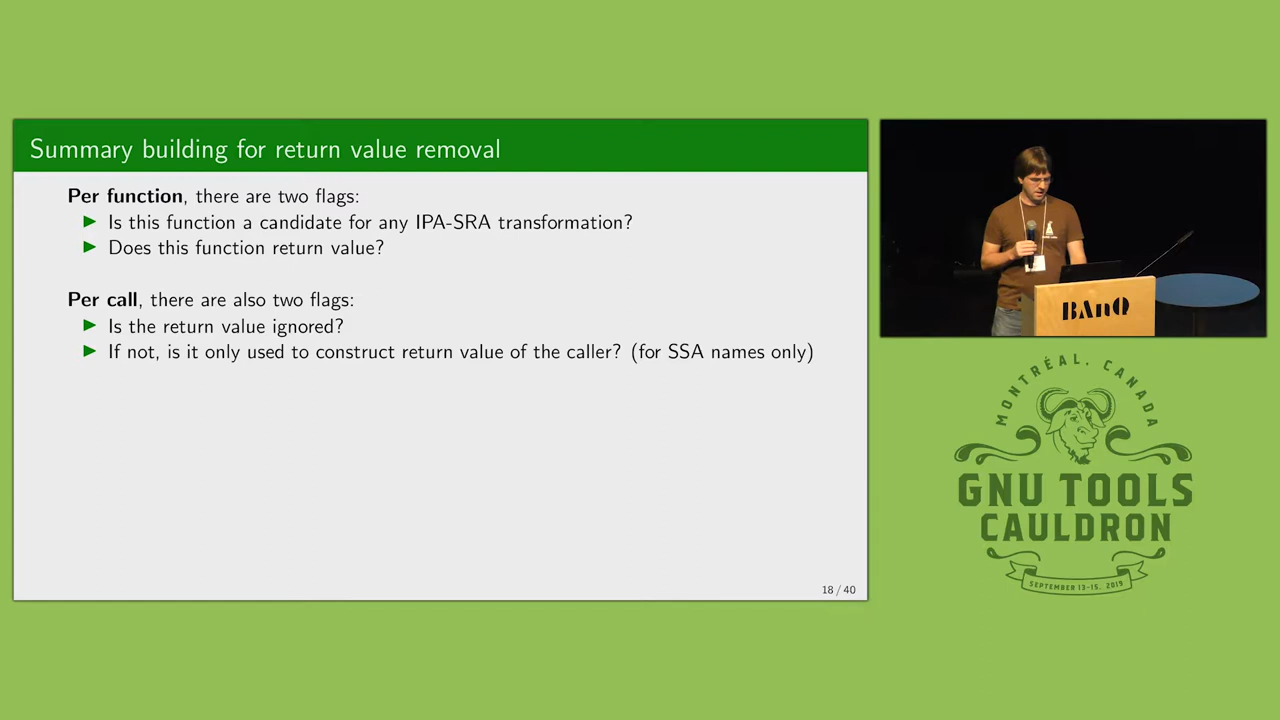 Summary building for return value removal
Per function, there are two flags:
▶ Is this function a candidate for any IPA-SRA transformation?
▶ Does this function return value?
Per call, there are also two flags:
▶ Is the return value ignored?
▶ If not, is it only used to construct return value of the caller? (for SSA names only)
18 / 40
BAnQ
MONTRÉAL, CANADA
GNU TOOLS
CAULDRON
SEPTEMBER 13-15, 2019